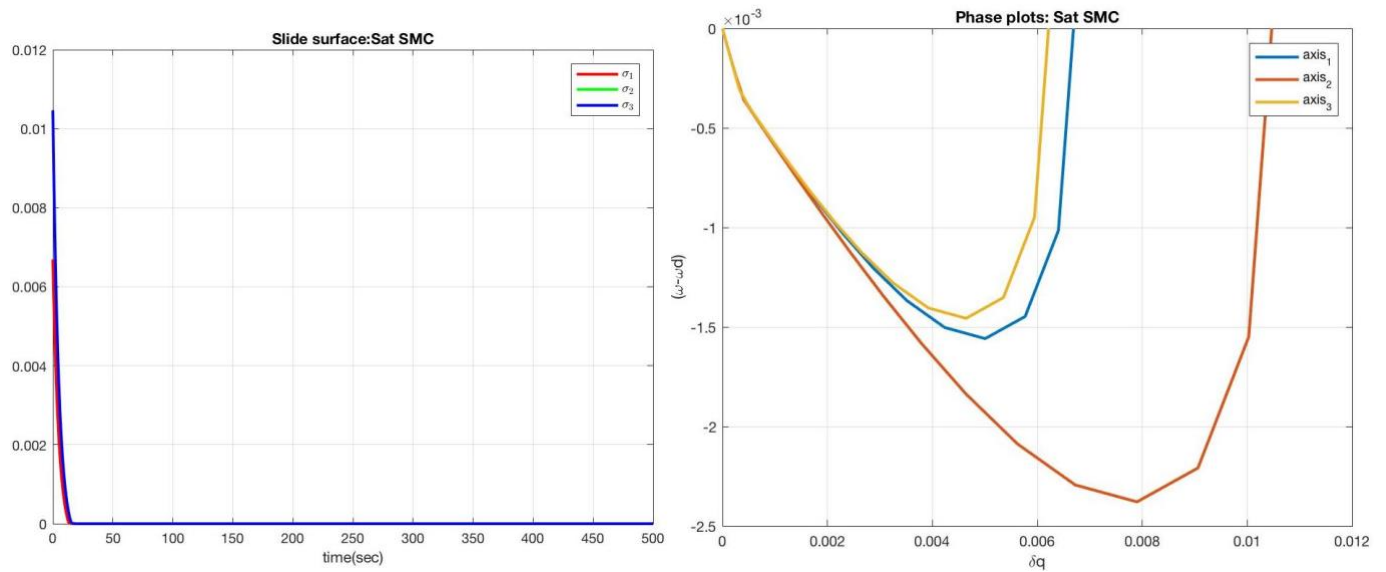 Slide surface:Sat SMC
0.012
0.01
0.008
0.006
0.004
0.002
0
σ1
σ2
σ3
0 50 100 150 200 250 300 350 400 450 500
time(sec)
Phase plots: Sat SMC
×10-3
0
-0.5
-1
-1.5
-2
-2.5
(ω-ωd)
axis1
axis2
axis3
0 0.002 0.004 0.006 0.008 0.01 0.012
δq